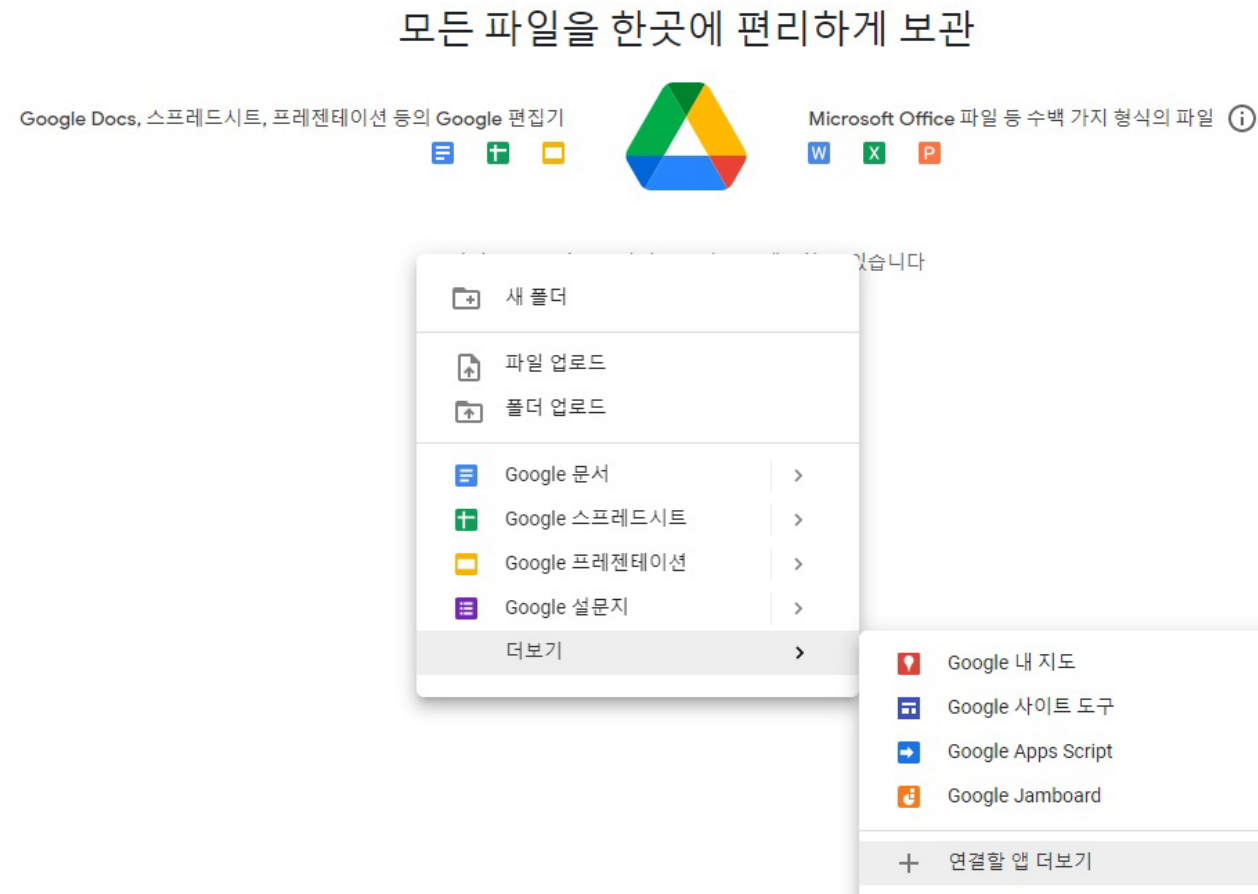 모든 파일을 한곳에 편리하게 보관
Google Docs, 스프레드시트, 프레젠테이션 등의 Google 편집기
Microsoft Office 파일 등 수백 가지 형식의 파일
W X P
있습니다
새 폴더
파일 업로드
폴더 업로드
Google 문서
Google 스프레드시트
Google 프레젠테이션
Google 설문지
더보기
Google 내 지도
Google 사이트 도구
Google Apps Script
Google Jamboard
연결할 앱 더보기